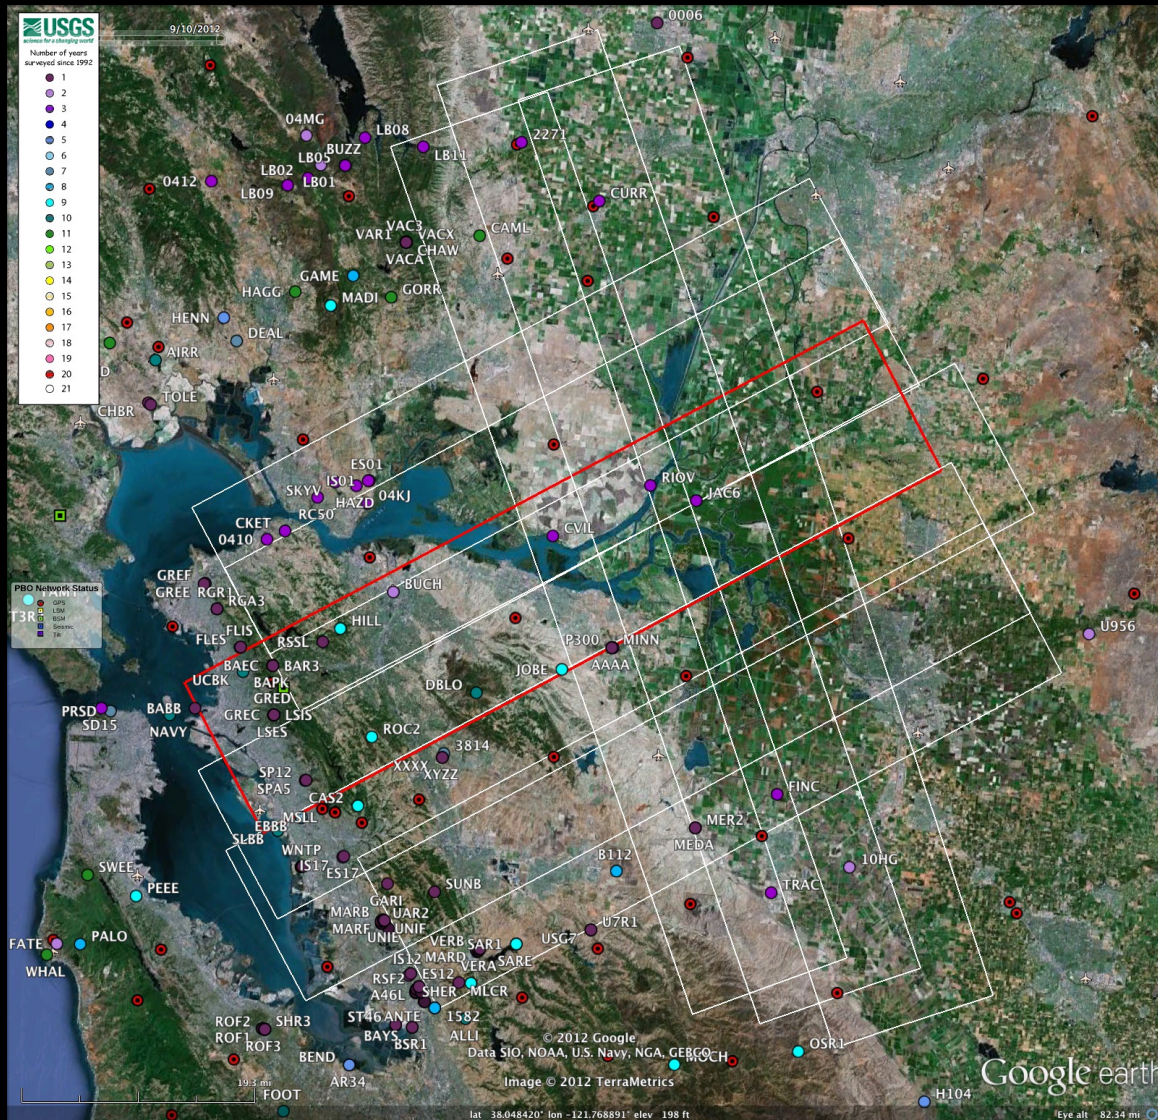 USGS
science for a changing world
9/10/2012
Number of years
surveyed since 1992
1
2
3
4
5
6
7
8
9
10
11
12
13
14
15
16
17
18
19
20
21
0006
04MG
LB08
BUZZ
LB05
LB11
2271
LB02
LB01
0412
LB09
CURR
VAC3
VAR1
VACX
CHAW
VACA
CAML
GAME
HAGG
MADI
GORR
HENN
DEAL
AIRR
D
TOLE
CHBR
ES01
IS01
SKYV
04KJ
HAZD
RC50
RIOV
JAC6
CKET
0410
CVIL
GREF
GREE
RGR1
BUCH
RGA3
PBO Network Status
GPS
LSM
BSM
Seismic
Tilt
T3R
FLIS
HILL
FLES
RSSL
P300
MINN
AAAA
U956
BAEC
BAR3
JOBE
UCBK
BAPK
DBLO
GRED
PRSD
BABB
GREC
LSIS
SD15
NAVY
LSES
ROC2
3814
XXXX
XYZZ
SP12
SPA5
CAS2
FINC
MSLL
EBBB
SLBB
MER2
MEDA
WNTP
IS17
ES17
B112
10HG
SWEE
PEEE
SUNB
TRAC
GARI
MARB
UAR2
MARF
UNIF
UNIE
U7R1
USG7
FATE
PALO
VERB
SAR1
WHAL
IS12
MARD
SARE
VERA
RSF2
ES12
A46L
SHER
MLCR
ROF2
SHR3
ST46
ANTE
1582
ROF1
BAYS
ALLI
ROF3
BSR1
OSR1
BEND
MOCH
AR34
FOOT
H104
© 2012 Google
Data SIO, NOAA, U.S. Navy, NGA, GEBCO
Image © 2012 TerraMetrics
Google earth
19.3 mi
lat 38.048420° lon -121.768891° elev 198 ft
Eye alt 82.34 mi